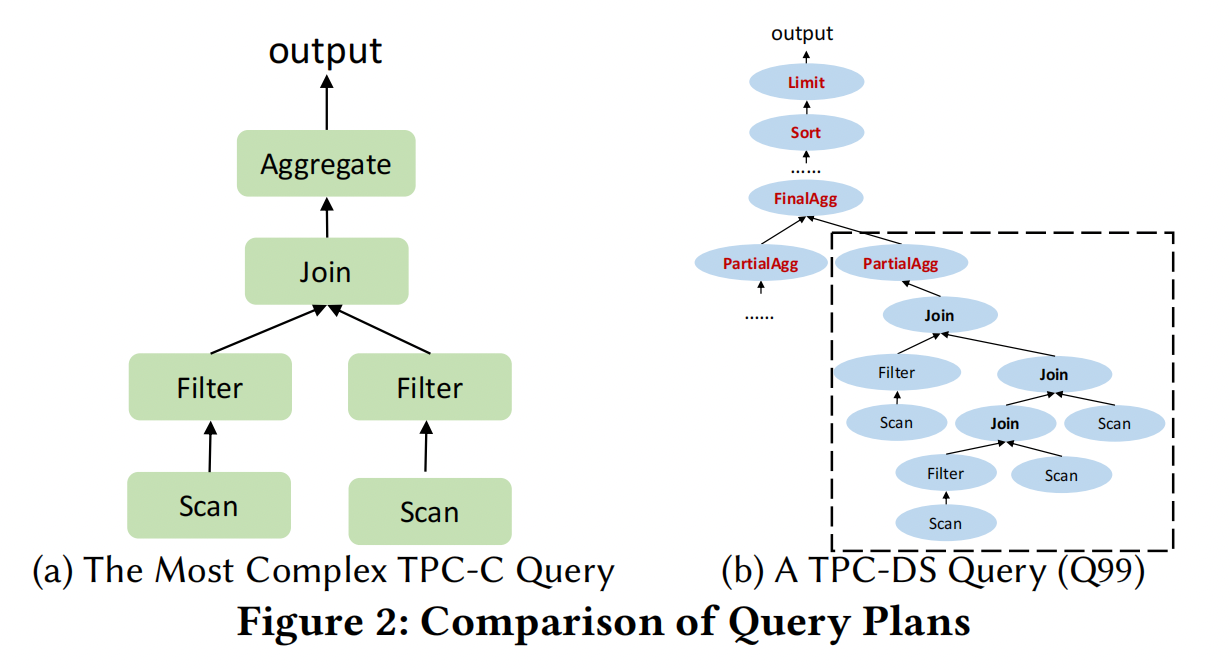 output
Aggregate
Join
Filter
Filter
Scan
Scan
(a) The Most Complex TPC-C Query
output
Limit
Sort
......
FinalAgg
PartialAgg
PartialAgg
......
Join
Filter
Join
Scan
Join
Scan
Filter
Scan
Scan
(b) A TPC-DS Query (Q99)
Figure 2: Comparison of Query Plans